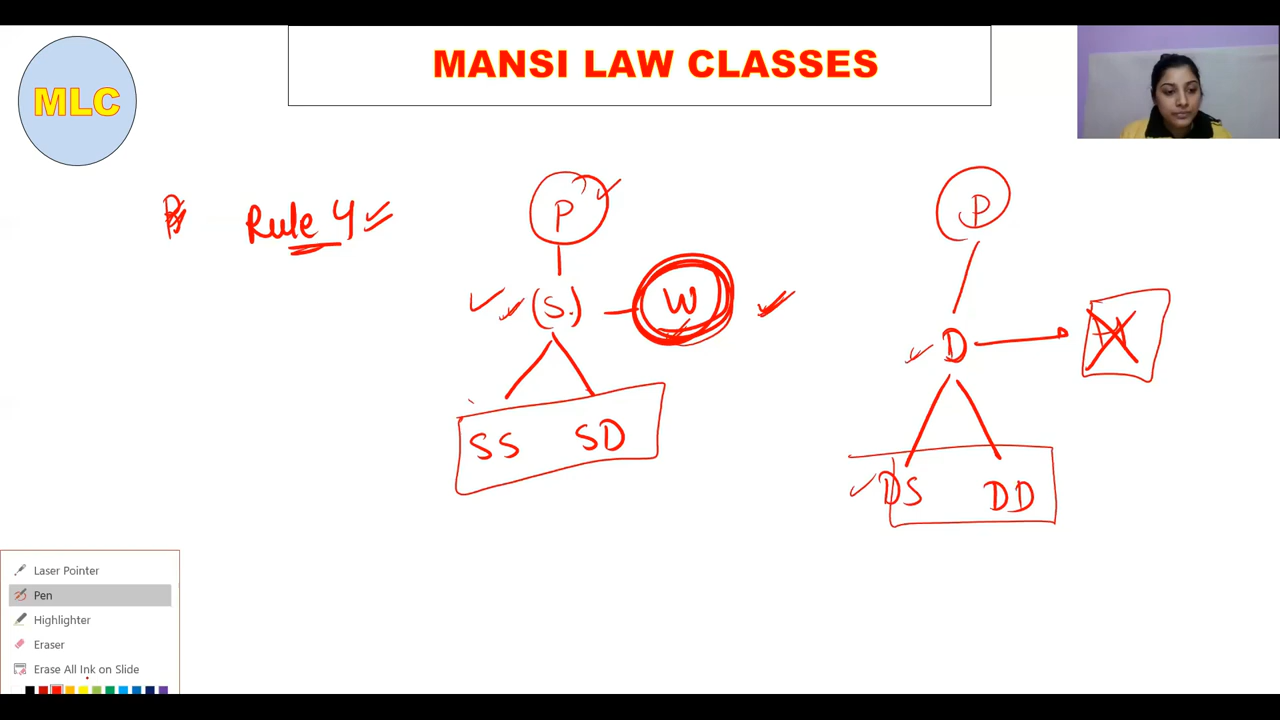 MANSI LAW CLASSES
MLC
Rule 4
P
(S.) W
SS SD
P
D
DS DD
Laser Pointer
Pen
Highlighter
Eraser
Erase All Ink on Slide